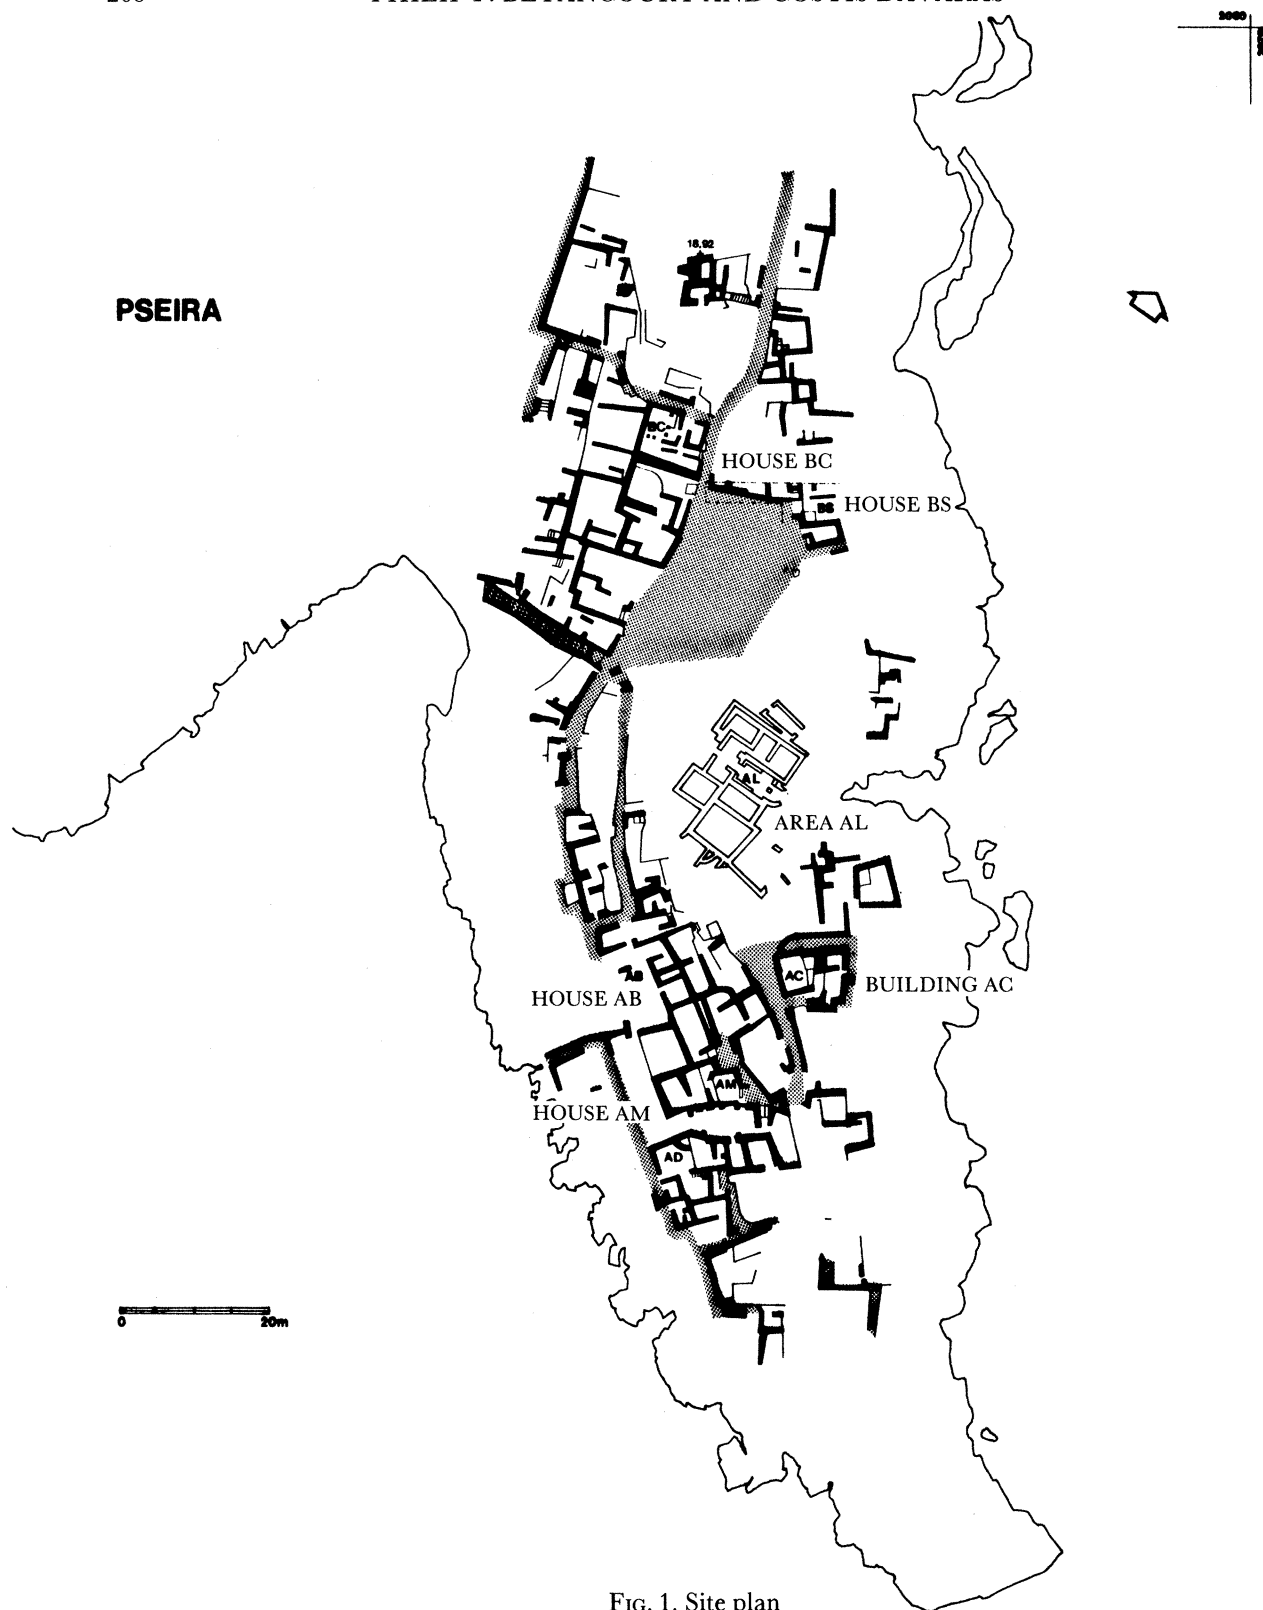 2060
18.92
PSEIRA
BC
HOUSE BC
BS
HOUSE BS
AL
AREA AL
AC
BUILDING AC
AB
HOUSE AB
AM
HOUSE AM
AD
0 20m
FIG. 1. Site plan